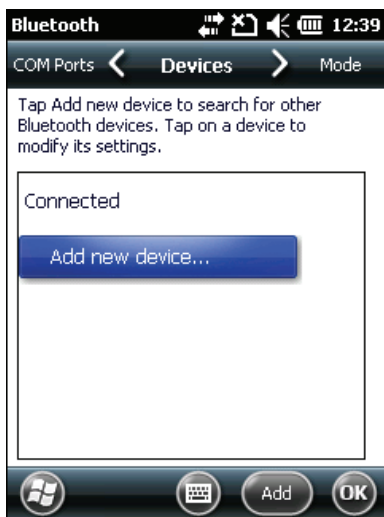 Bluetooth 12:39
COM Ports Devices Mode
Tap Add new device to search for other
Bluetooth devices. Tap on a device to
modify its settings.
Connected
Add new device...
Add OK